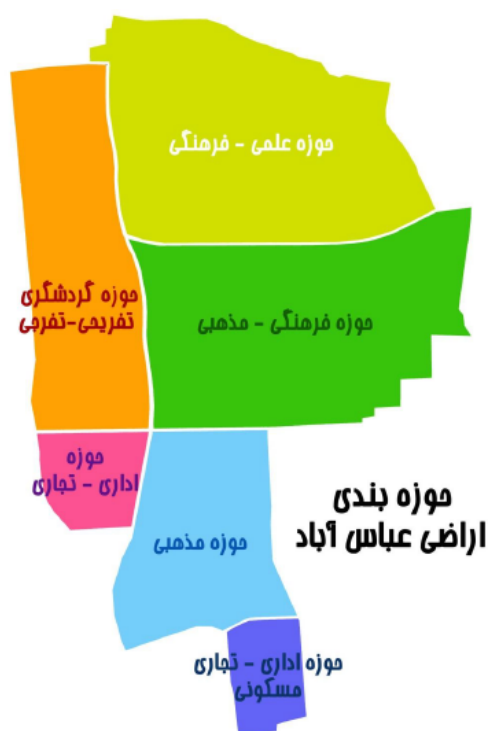 حوزه علمی - فرهنگی
حوزه گردشگری
تفریحی-تفرجی
حوزه فرهنگی - مذهبی
حوزه
اداری - تجاری
حوزه بندی
اراضی عباس آباد
حوزه مذهبی
حوزه اداری - تجاری
مسکونی